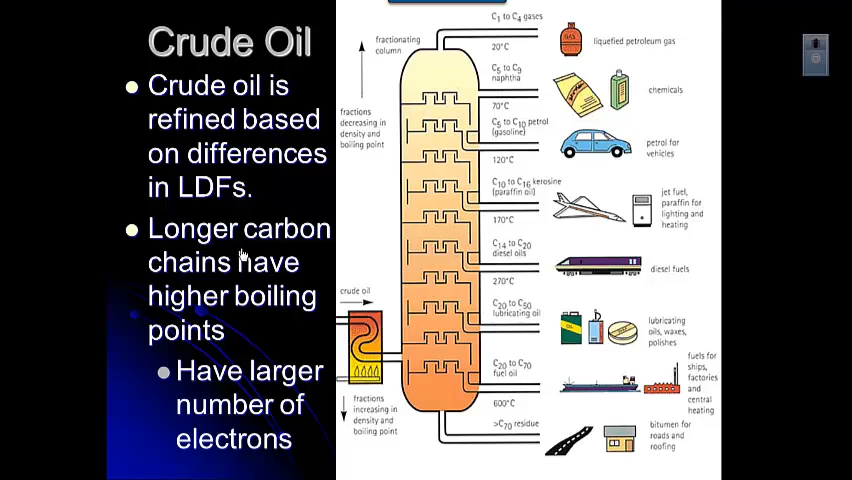 Crude Oil
Crude oil is
refined based
on differences
in LDFs.
Longer carbon
chains have
higher boiling
points
Have larger
number of
electrons
fractionating
column
fractions
decreasing in
density and
boiling point
crude oil
fractions
increasing in
density and
boiling point
C₁ to C₄ gases
20°C
liquefied petroleum gas
GAS
C₅ to C₉
naphtha
70°C
chemicals
C₅ to C₁₀ petrol
(gasoline)
120°C
petrol for
vehicles
C₁₀ to C₁₆ kerosine
(paraffin oil)
170°C
jet fuel,
paraffin for
lighting and
heating
C₁₄ to C₂₀
diesel oils
270°C
diesel fuels
C₂₀ to C₅₀
lubricating oil
OIL
lubricating
oils, waxes,
polishes
C₂₀ to C₇₀
fuel oil
600°C
fuels for
ships,
factories
and central
heating
>C₇₀ residue
bitumen for
roads and
roofing